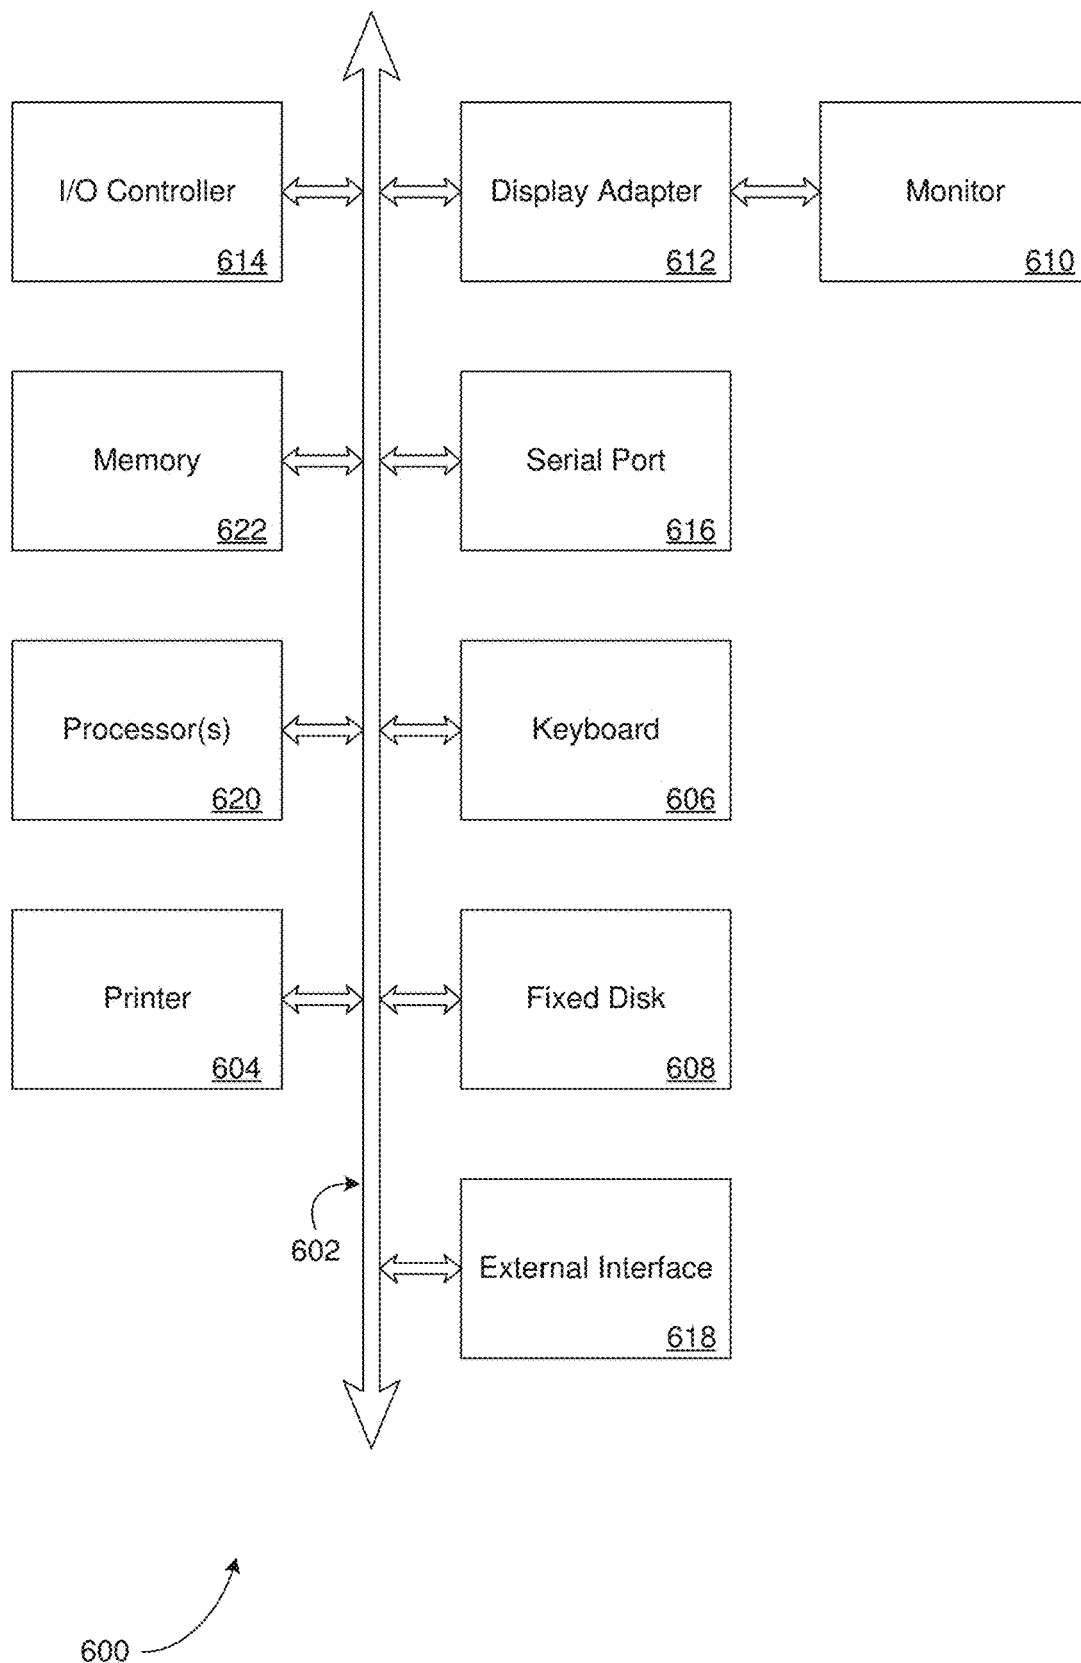 I/O Controller
614
Display Adapter
612
Monitor
610
Memory
622
Serial Port
616
Processor(s)
620
Keyboard
606
Printer
604
Fixed Disk
608
602
External Interface
618
600